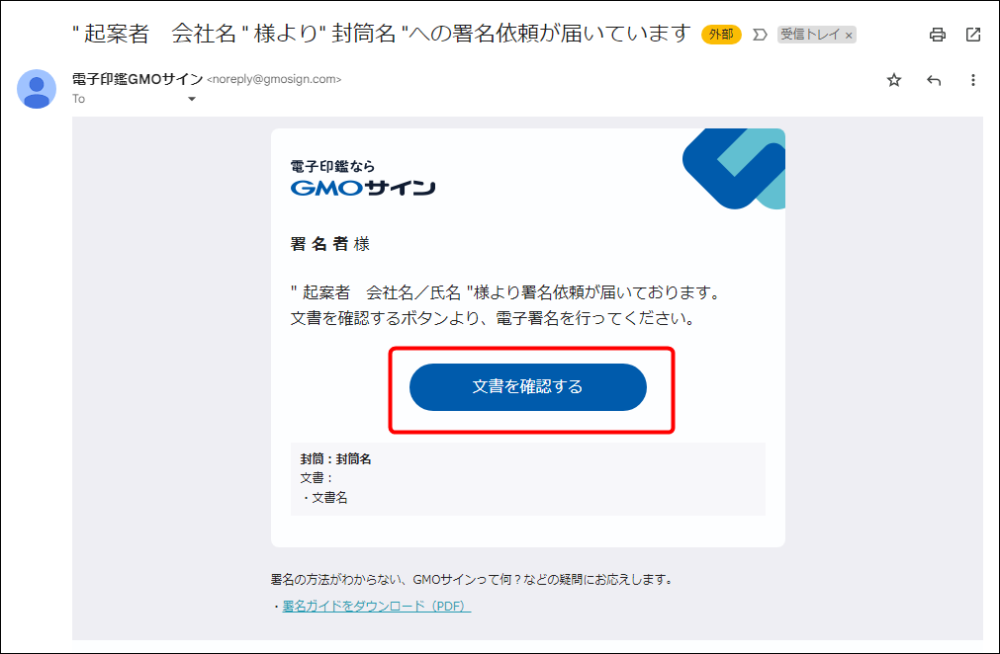 " 起案者　会社名 " 様より" 封筒名 "への署名依頼が届いています 外部 受信トレイ ×
電子印鑑GMOサイン <noreply@gmosign.com>
To
電子印鑑なら
GMOサイン
署 名 者 様
" 起案者　会社名／氏名 "様より署名依頼が届いております。
文書を確認するボタンより、電子署名を行ってください。
文書を確認する
封筒：封筒名
文書：
・文書名
署名の方法がわからない、GMOサインって何？などの疑問にお応えします。
・署名ガイドをダウンロード（PDF）